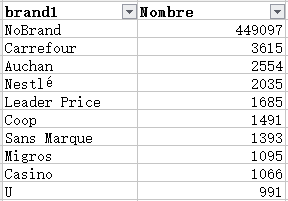 brand1 Nombre
NoBrand 449097
Carrefour 3615
Auchan 2554
Nestlé 2035
Leader Price 1685
Coop 1491
Sans Marque 1393
Migros 1095
Casino 1066
U 991